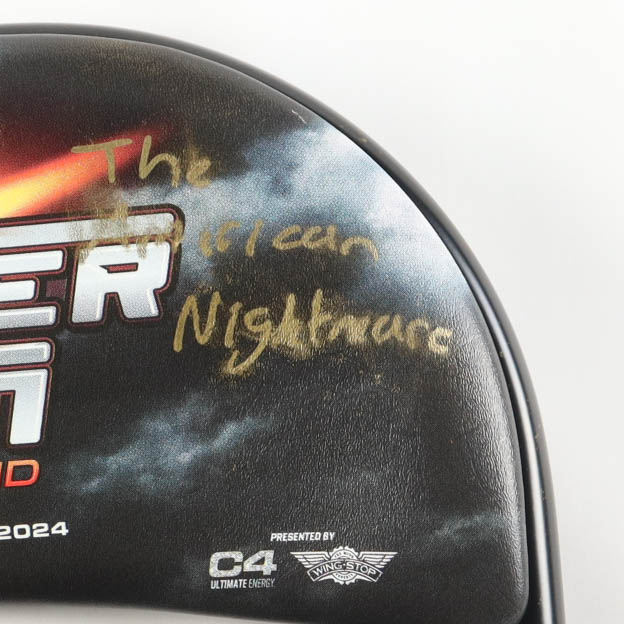 The
American
Nightmare
ER
2024
PRESENTED BY
C4
ULTIMATE ENERGY.
WING·STOP